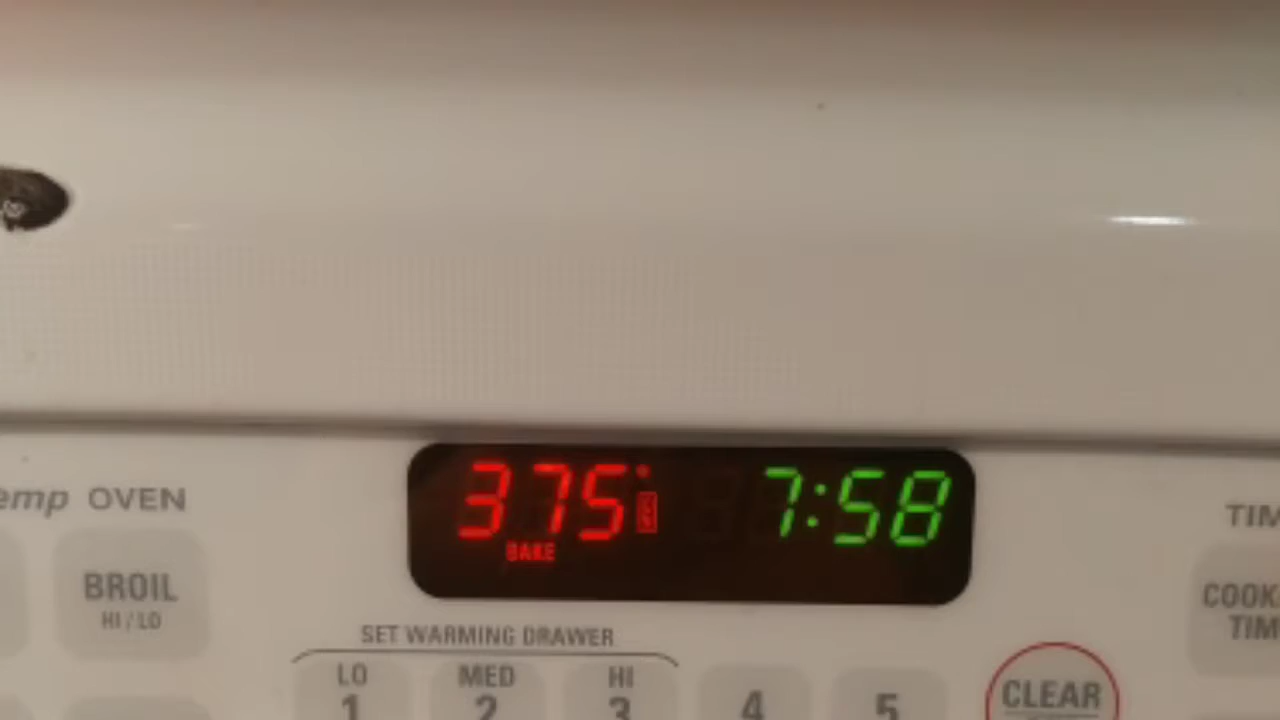 375° 7:58
BAKE
emp OVEN
TIM
BROIL
HI / LO
COOK
TIM
SET WARMING DRAWER
LO MED HI
1 2 3 4 5
CLEAR